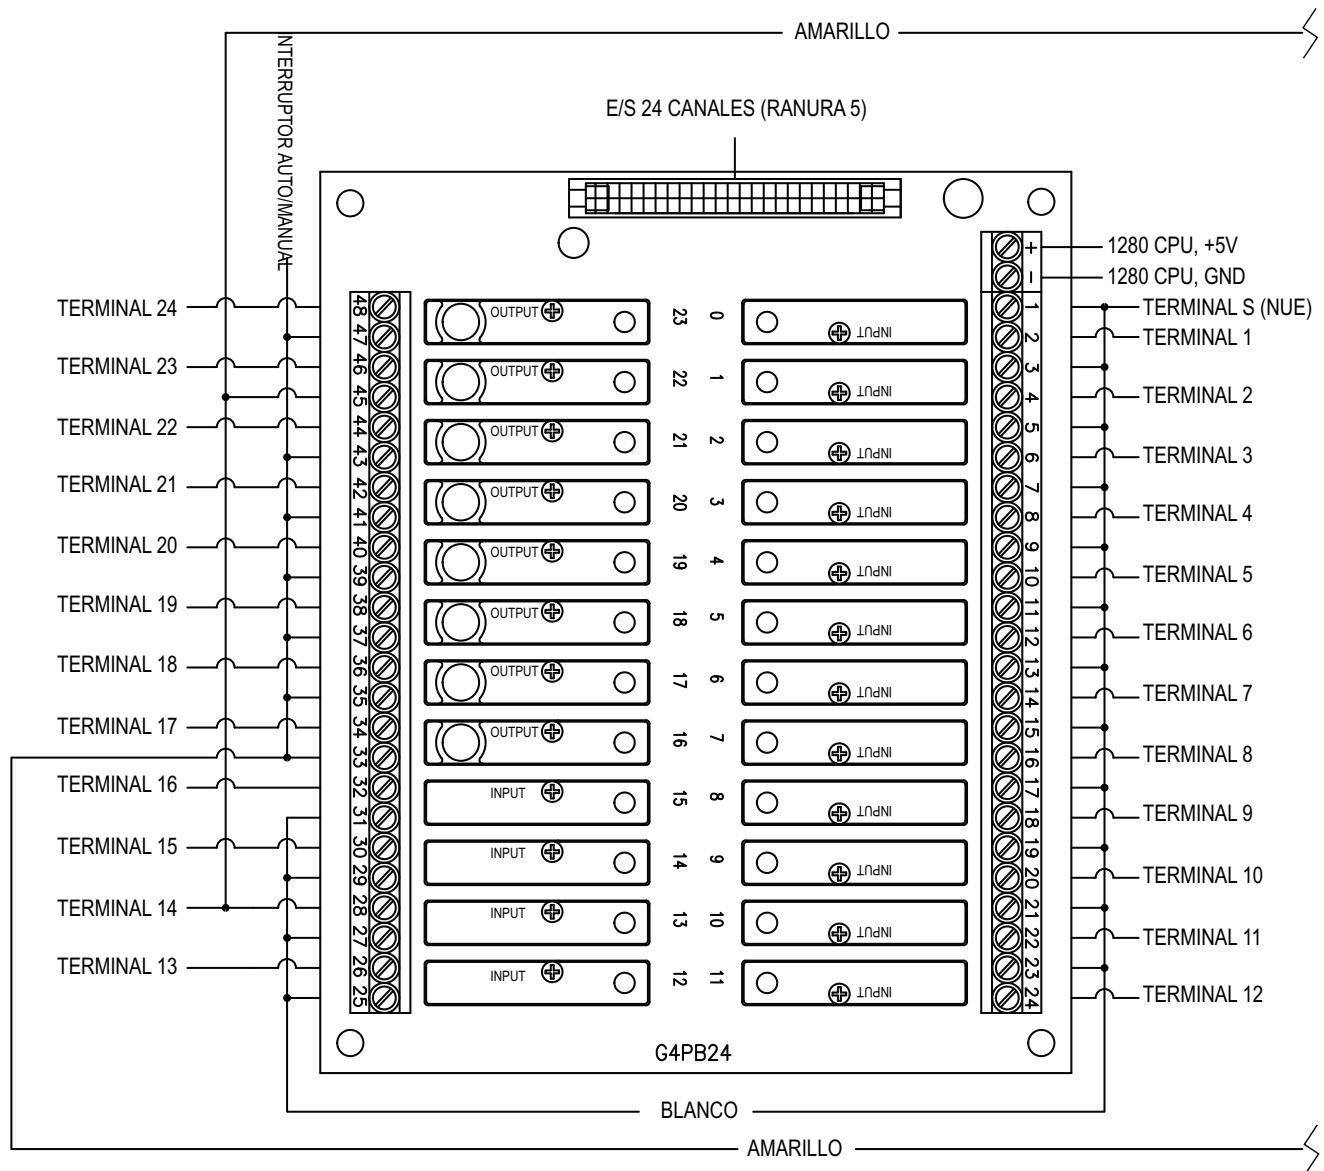 AMARILLO
NTERRUPTOR AUTO/MANUAL
E/S 24 CANALES (RANURA 5)
+ 1280 CPU, +5V
- 1280 CPU, GND
TERMINAL 24
48
OUTPUT
23
0
INPUT
1
TERMINAL S (NUE)
47
2
TERMINAL 1
TERMINAL 23
46
OUTPUT
22
1
INPUT
3
45
4
TERMINAL 2
TERMINAL 22
44
OUTPUT
21
2
INPUT
5
43
6
TERMINAL 3
TERMINAL 21
42
OUTPUT
20
3
INPUT
7
41
8
TERMINAL 4
TERMINAL 20
40
OUTPUT
19
4
INPUT
9
39
10
TERMINAL 5
TERMINAL 19
38
OUTPUT
18
5
INPUT
11
37
12
TERMINAL 6
TERMINAL 18
36
OUTPUT
17
6
INPUT
13
35
14
TERMINAL 7
TERMINAL 17
34
OUTPUT
16
7
INPUT
15
33
16
TERMINAL 8
TERMINAL 16
32
INPUT
15
8
INPUT
17
31
18
TERMINAL 9
TERMINAL 15
30
INPUT
14
9
INPUT
19
29
20
TERMINAL 10
TERMINAL 14
28
INPUT
13
10
INPUT
21
27
22
TERMINAL 11
TERMINAL 13
26
INPUT
12
11
INPUT
23
25
24
TERMINAL 12
G4PB24
BLANCO
AMARILLO